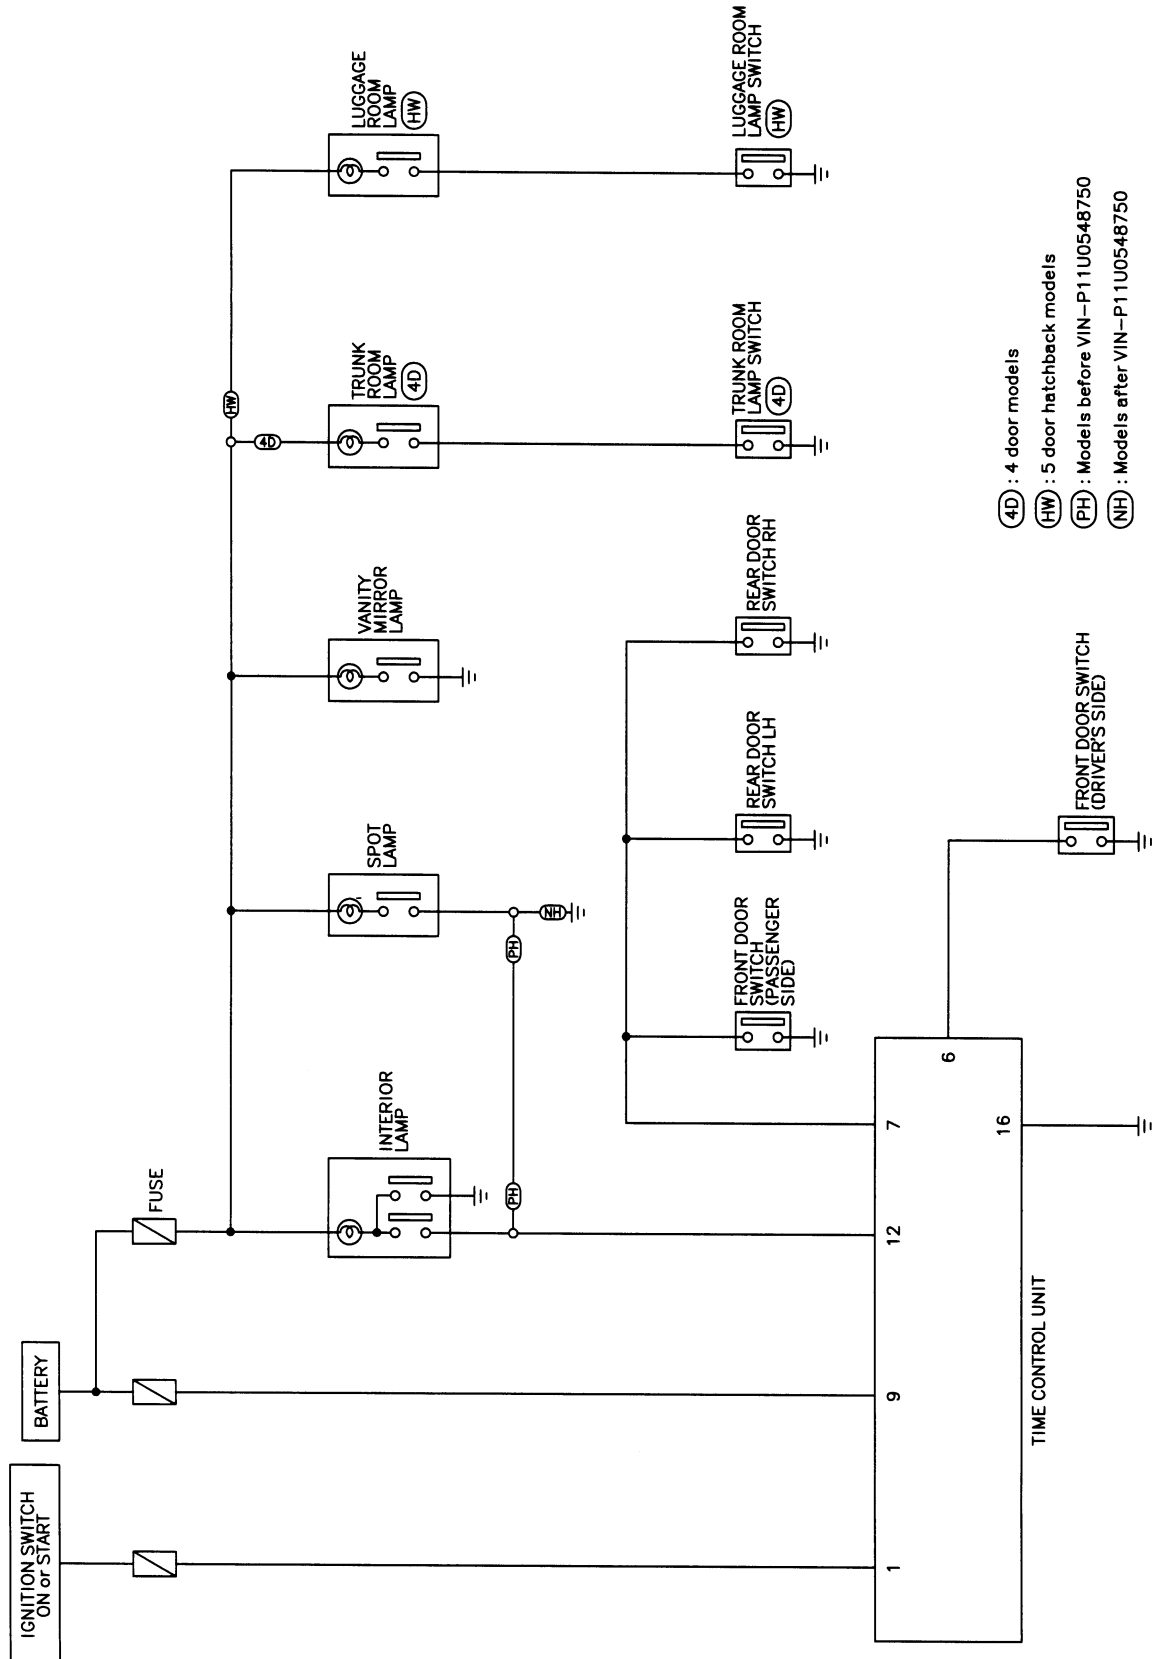 IGNITION SWITCH
ON or START
BATTERY
FUSE
INTERIOR
LAMP
SPOT
LAMP
VANITY
MIRROR
LAMP
TRUNK
ROOM
LAMP
4D
LUGGAGE
ROOM
LAMP
HW
HW
4D
PH
PH
NH
FRONT DOOR
SWITCH
(PASSENGER
SIDE)
REAR DOOR
SWITCH LH
REAR DOOR
SWITCH RH
TRUNK ROOM
LAMP SWITCH
4D
LUGGAGE ROOM
LAMP SWITCH
HW
1
9
12
7
16
6
TIME CONTROL UNIT
FRONT DOOR SWITCH
(DRIVER'S SIDE)
4D : 4 door models
HW : 5 door hatchback models
PH : Models before VIN-P11U0548750
NH : Models after VIN-P11U0548750